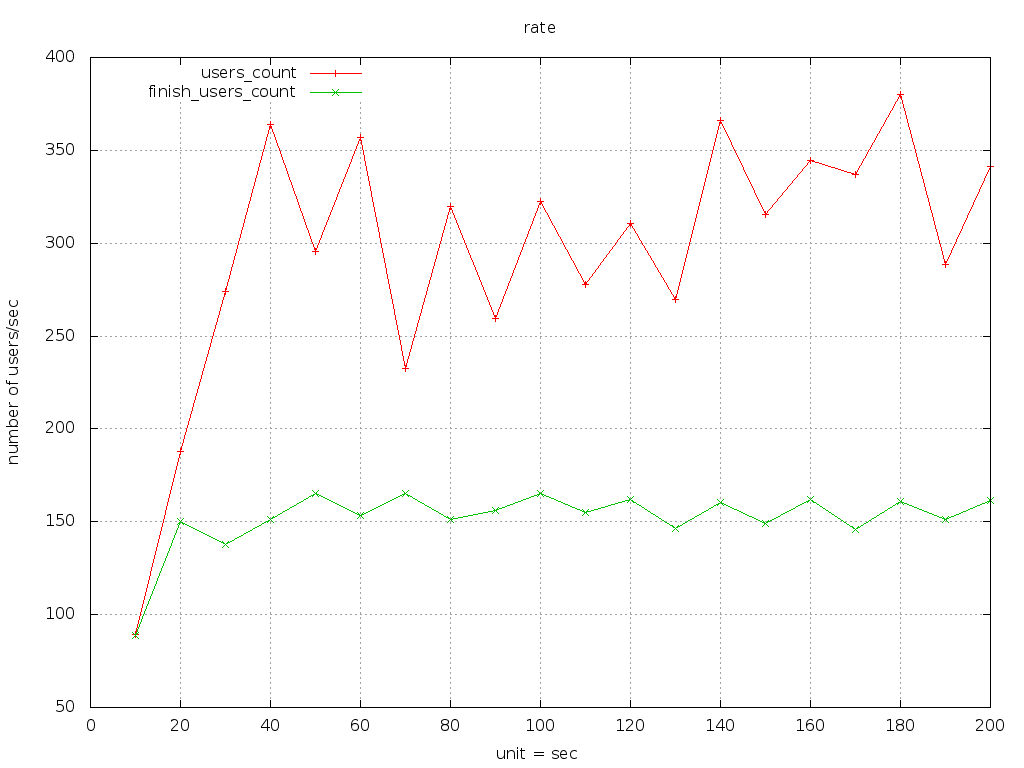 rate
users_count
finish_users_count
400
350
300
250
200
150
100
50
0 20 40 60 80 100 120 140 160 180 200
number of users/sec
unit = sec